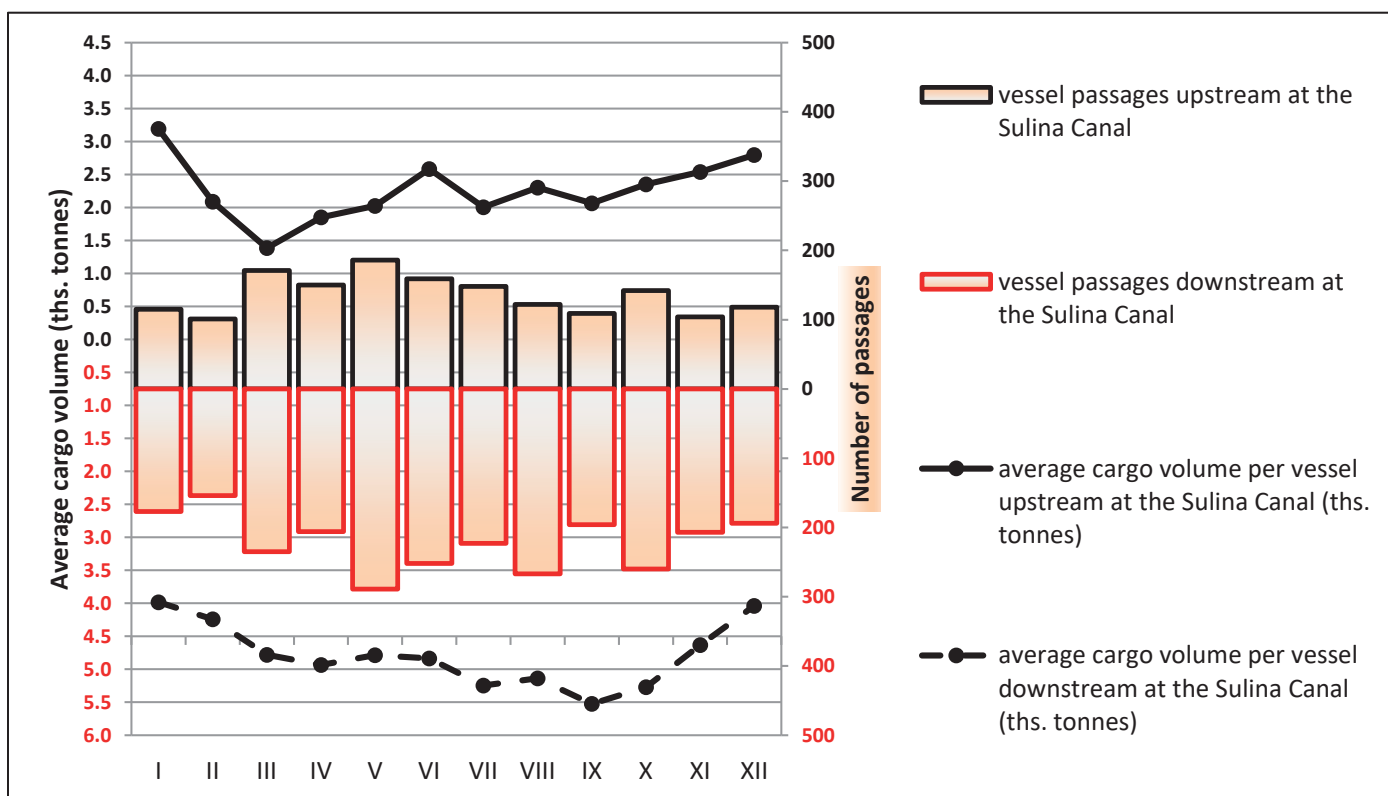 Average cargo volume (ths. tonnes)
4.5
4.0
3.5
3.0
2.5
2.0
1.5
1.0
0.5
0.0
0.5
1.0
1.5
2.0
2.5
3.0
3.5
4.0
4.5
5.0
5.5
6.0
I II III IV V VI VII VIII IX X XI XII
500
400
300
200
100
0
100
200
300
400
500
Number of passages
vessel passages upstream at the
Sulina Canal
vessel passages downstream at
the Sulina Canal
average cargo volume per vessel
upstream at the Sulina Canal (ths.
tonnes)
average cargo volume per vessel
downstream at the Sulina Canal
(ths. tonnes)